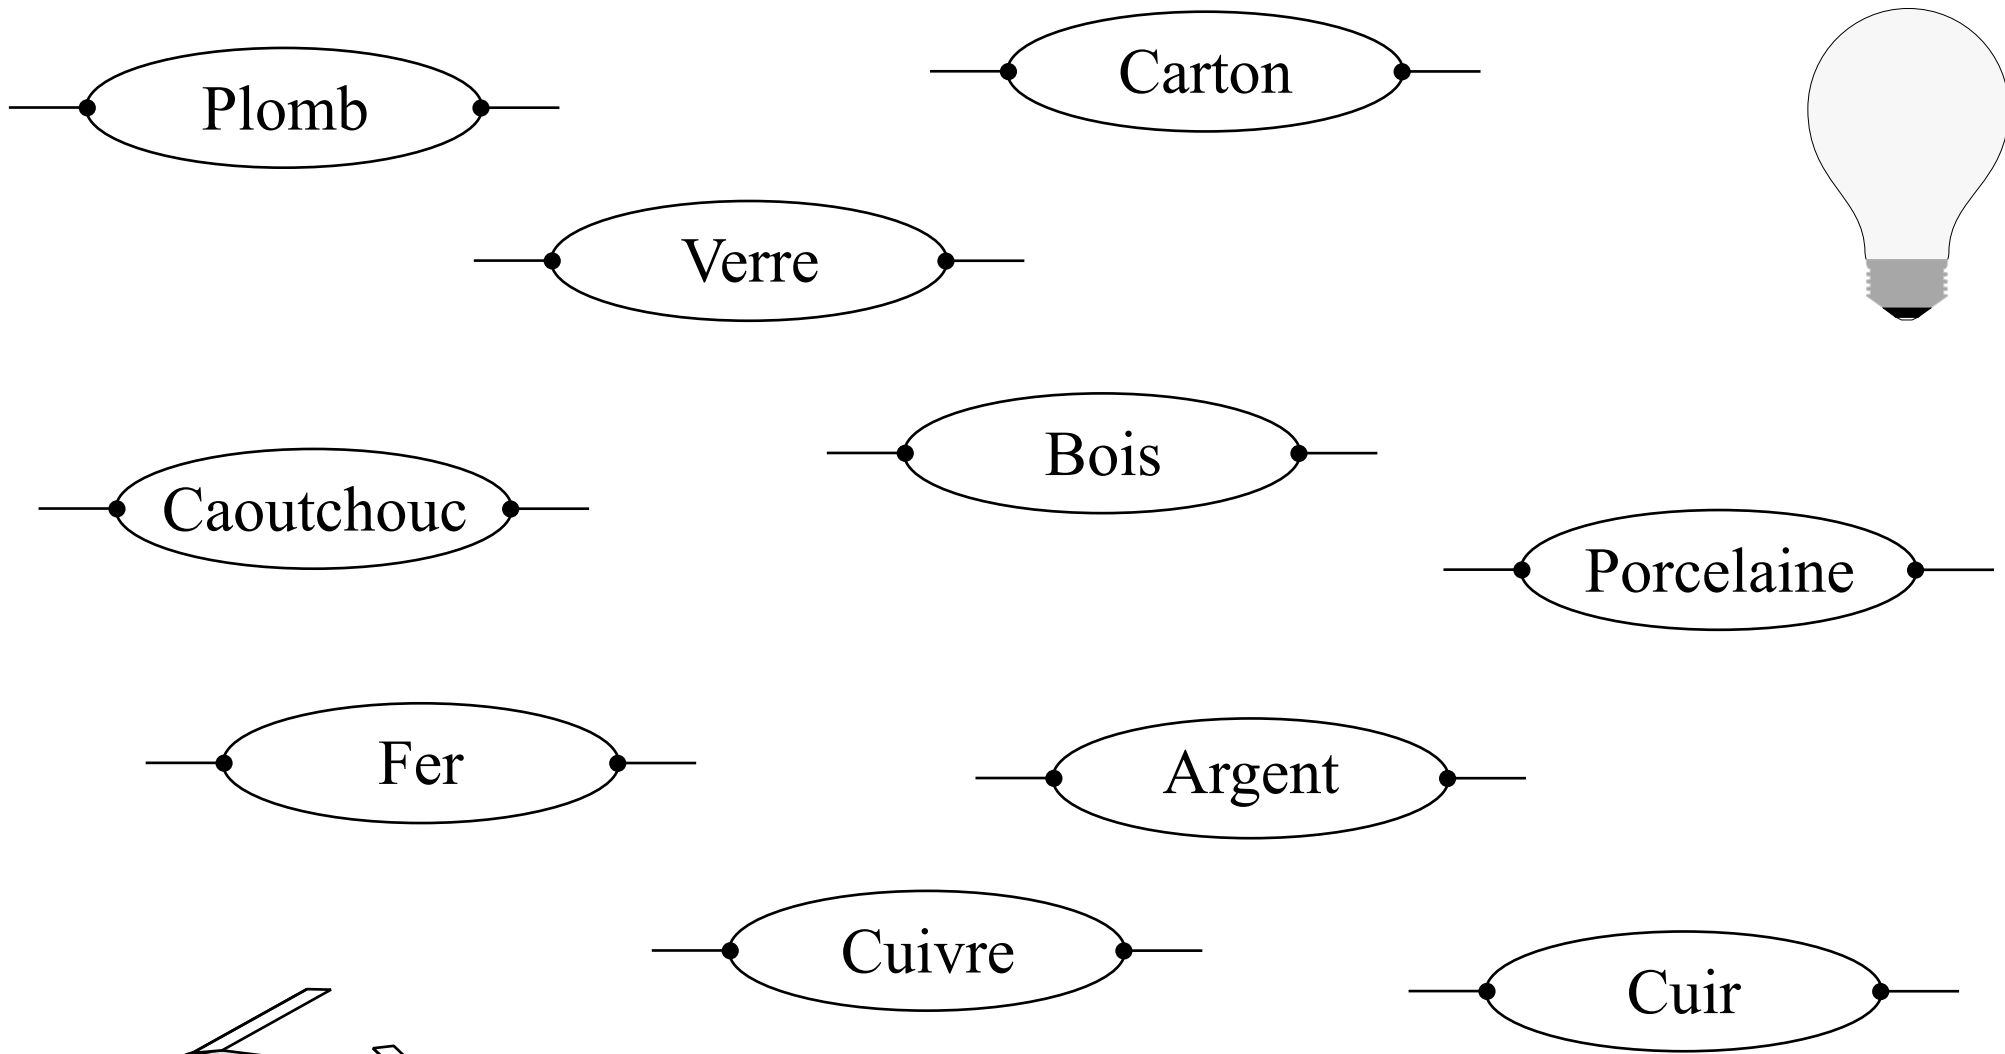 Carton
Plomb
Verre
Bois
Caoutchouc
Porcelaine
Fer
Argent
Cuivre
Cuir